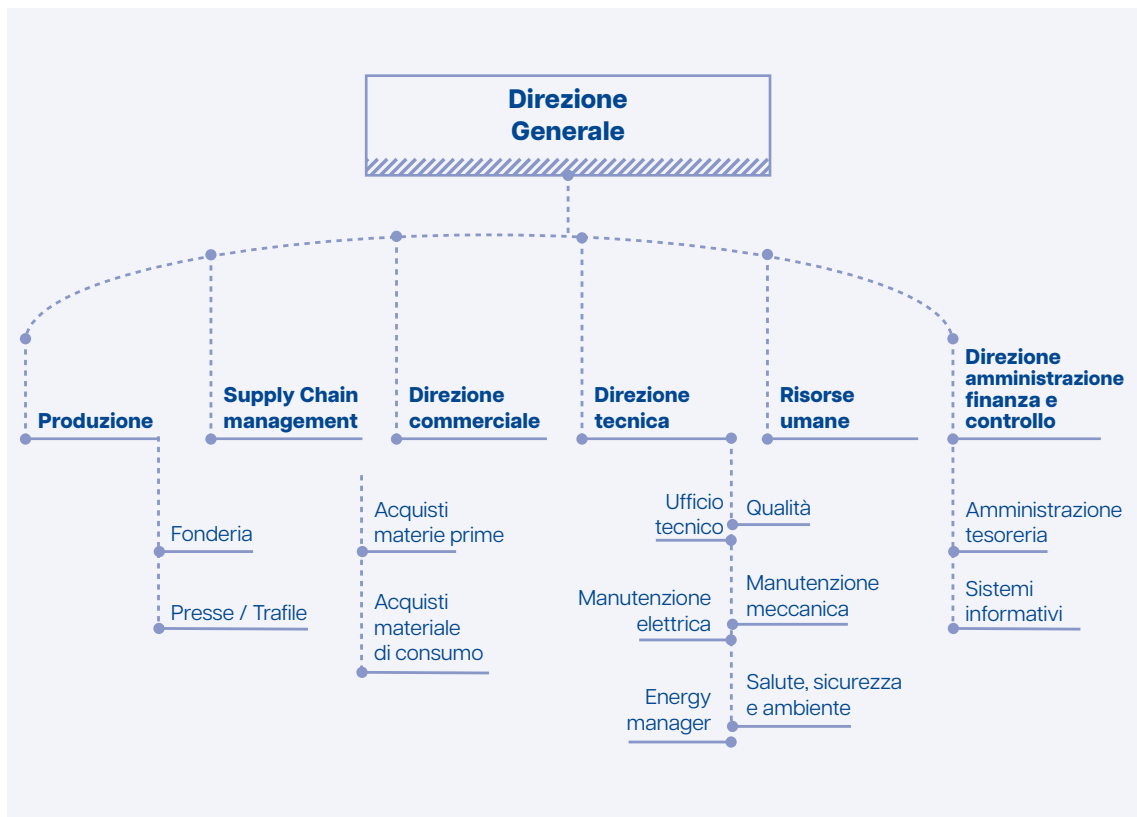 Direzione
Generale
Produzione
Supply Chain
management
Direzione
commerciale
Direzione
tecnica
Risorse
umane
Direzione
amministrazione
finanza e
controllo
Fonderia
Presse / Trafile
Acquisti
materie prime
Acquisti
materiale
di consumo
Ufficio
tecnico
Qualità
Manutenzione
elettrica
Manutenzione
meccanica
Energy
manager
Salute, sicurezza
e ambiente
Amministrazione
tesoreria
Sistemi
informativi